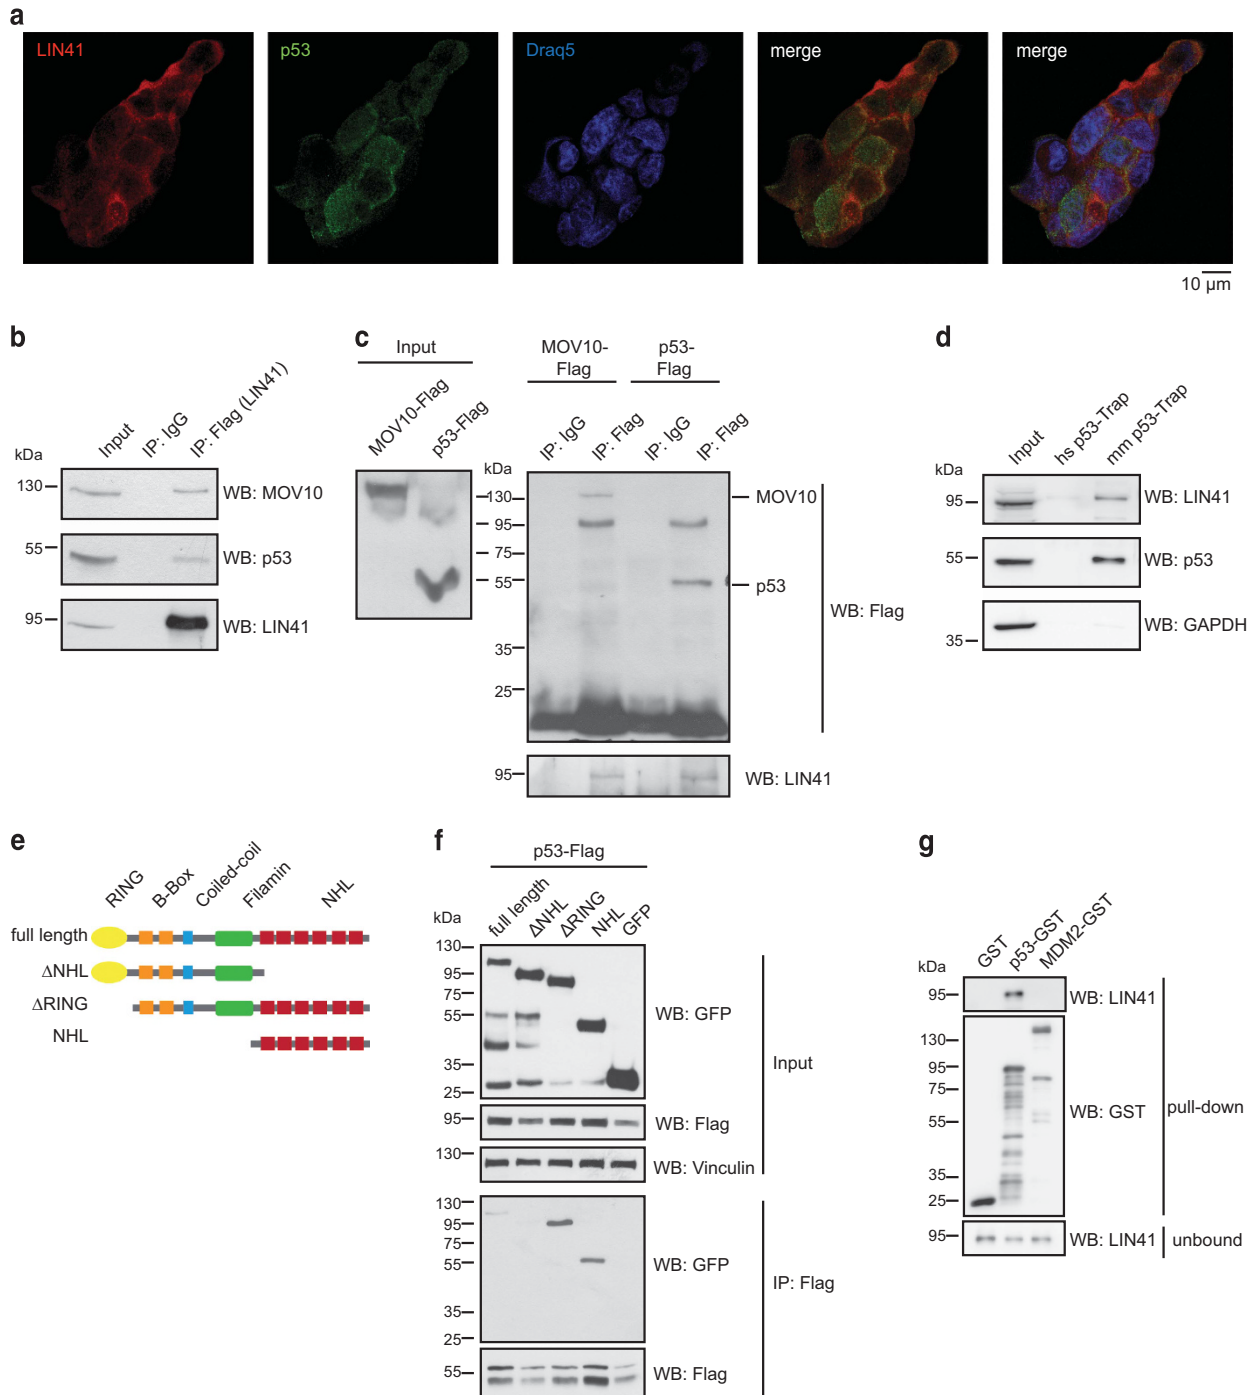 a
LIN41
p53
Draq5
merge
merge
10 µm
b
Input
IP: IgG
IP: Flag (LIN41)
kDa
130
WB: MOV10
55
WB: p53
95
WB: LIN41
c
Input
MOV10-Flag
p53-Flag
MOV10-
Flag
p53-
Flag
IP: IgG
IP: Flag
IP: IgG
IP: Flag
kDa
130
95
75
55
35
25
MOV10
p53
WB: Flag
95
WB: LIN41
d
Input
hs p53-Trap
mm p53-Trap
kDa
95
WB: LIN41
55
WB: p53
35
WB: GAPDH
e
RING
B-Box
Coiled-coil
Filamin
NHL
full length
ΔNHL
ΔRING
NHL
f
p53-Flag
full length
ΔNHL
ΔRING
NHL
GFP
kDa
130
95
75
55
35
25
WB: GFP
95
WB: Flag
130
WB: Vinculin
Input
130
95
75
55
35
25
WB: GFP
55
WB: Flag
IP: Flag
g
GST
p53-GST
MDM2-GST
kDa
95
WB: LIN41
130
95
75
55
35
25
WB: GST
pull-down
95
WB: LIN41
unbound